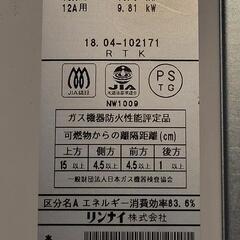 12A用 9.81 kW
18.04-102171
RTK
JIA認証
JIA
PS
TG
NW1009
ガス機器防火性能評定品
可燃物からの離隔距離(cm)
上方 側方 前方 後方
15以上 4.5以上 4.5以上 1以上
一般財団法人日本ガス機器検査協会
区分名A エネルギー消費効率83.6%
リンナイ株式会社